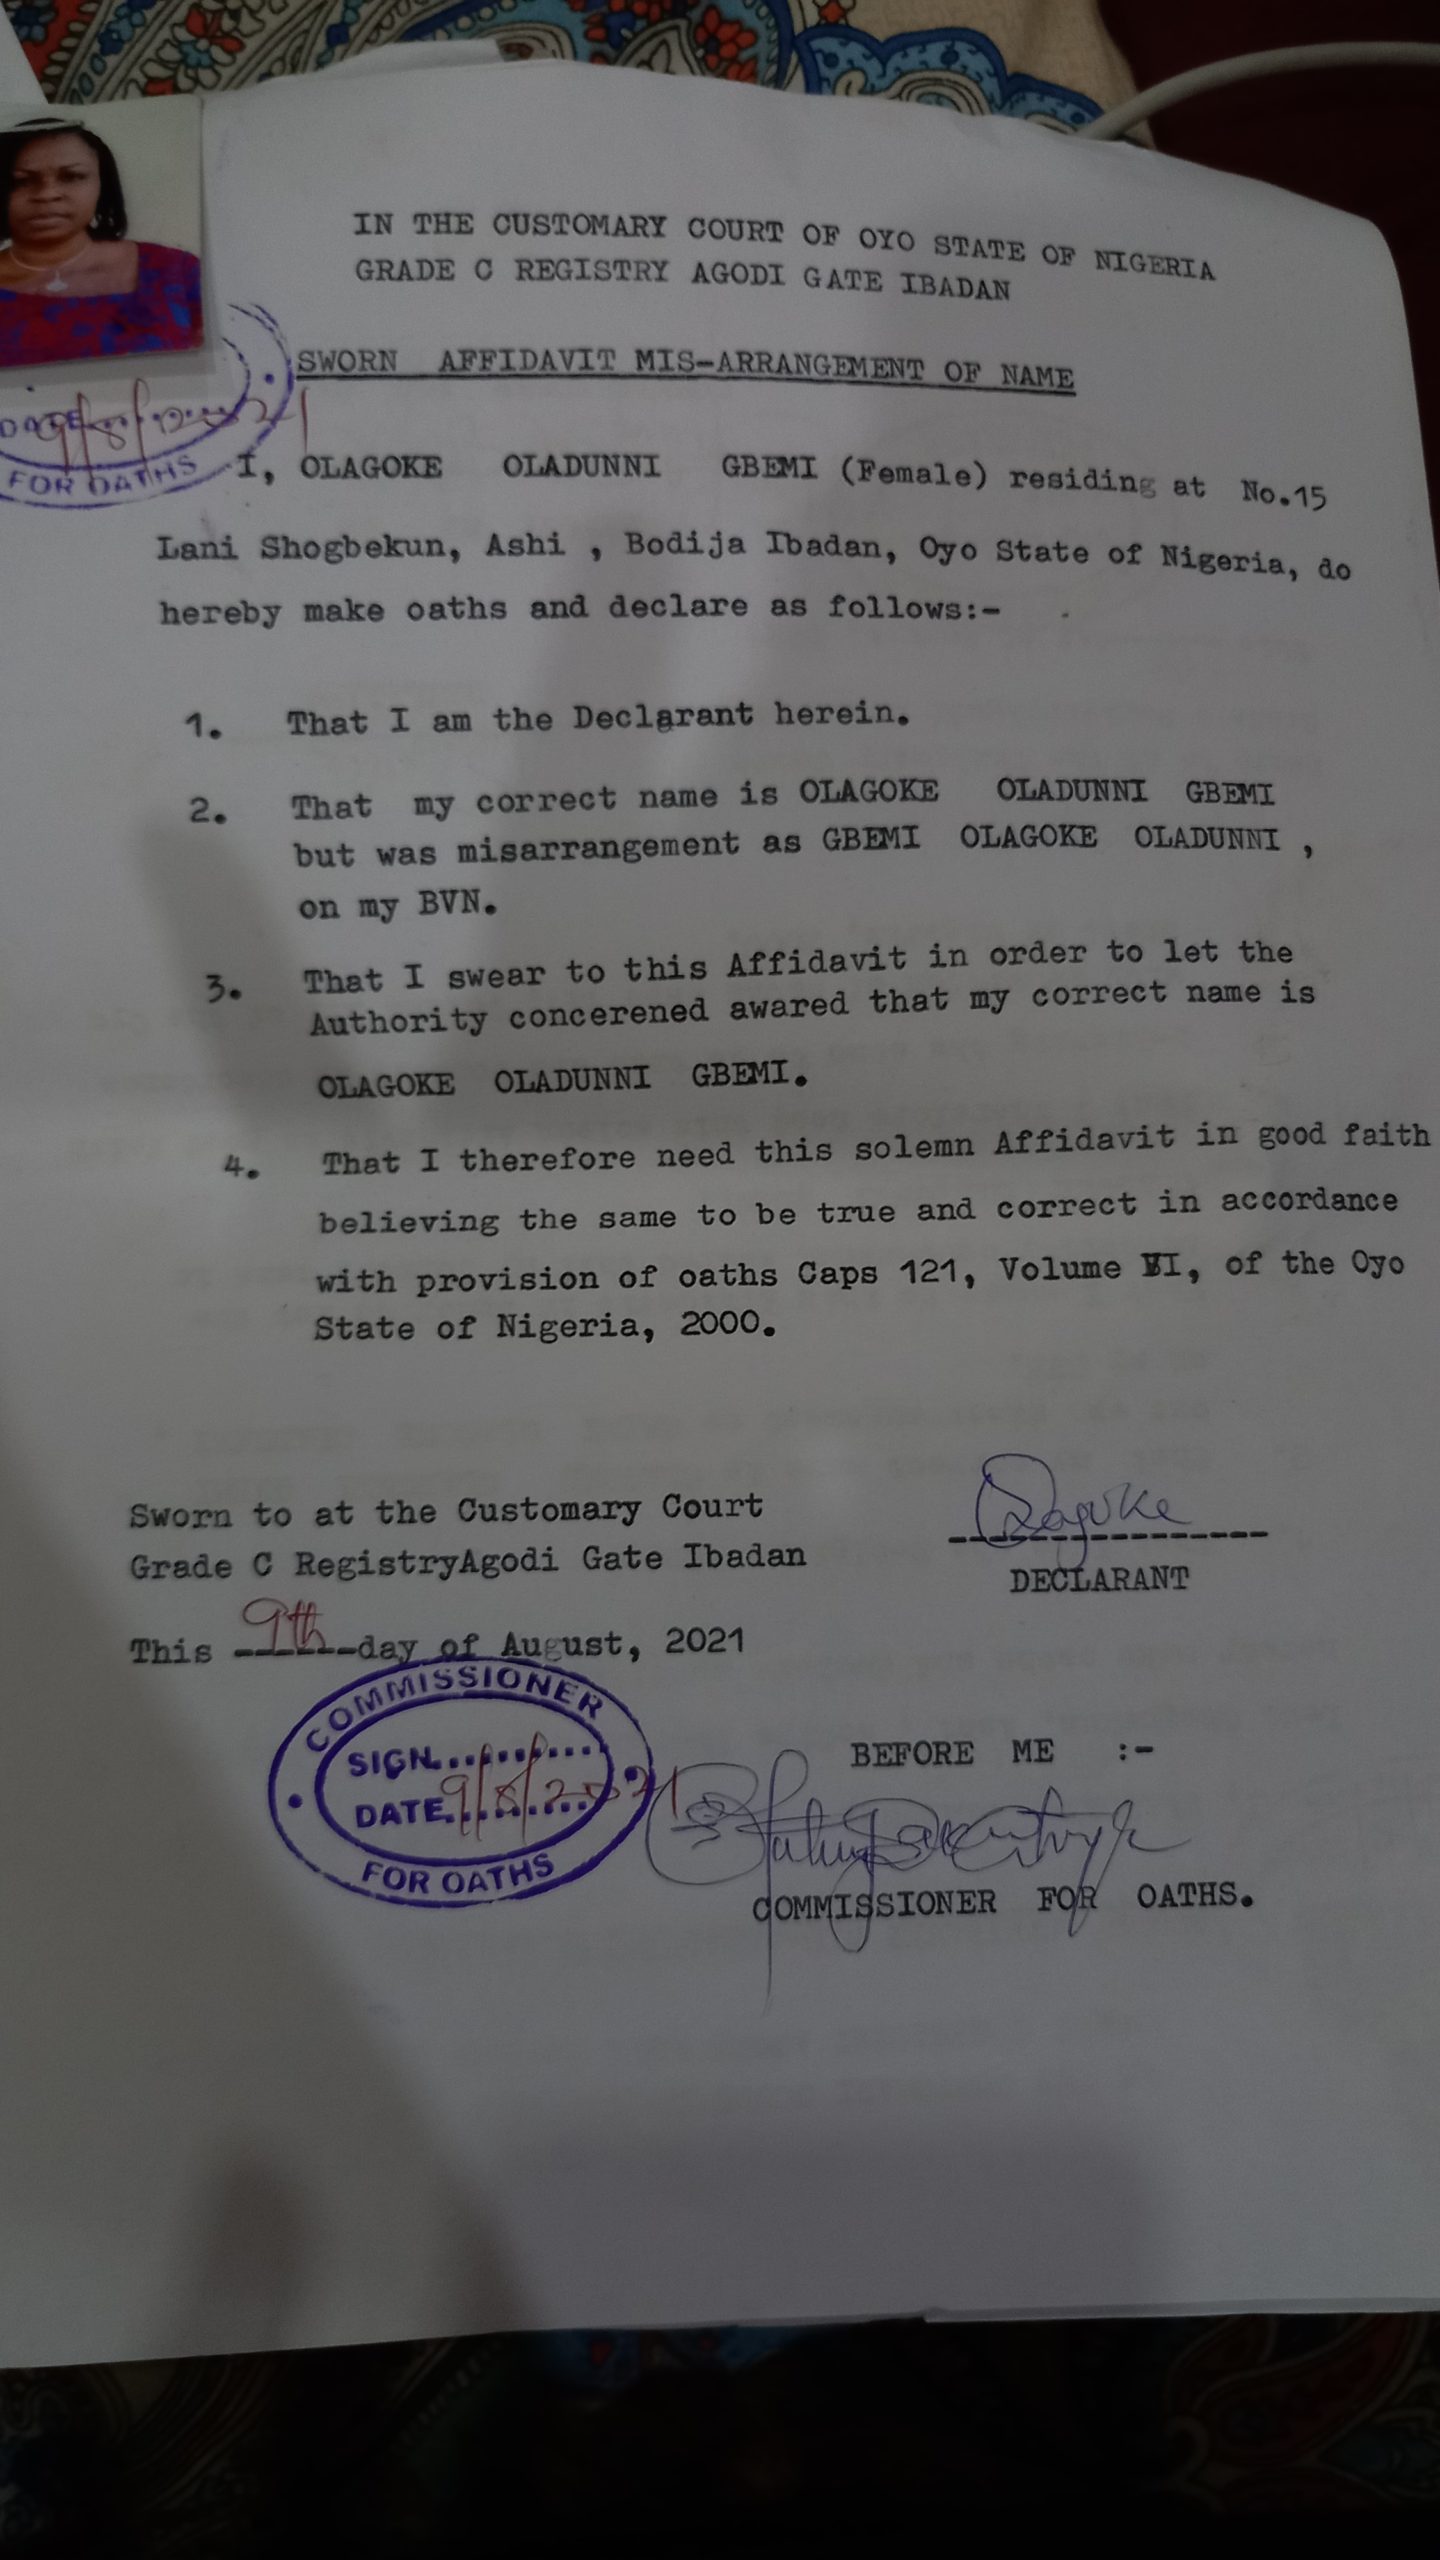 IN THE CUSTOMARY COURT OF OYO STATE OF NIGERIA
GRADE C REGISTRY AGODI GATE IBADAN
SWORN AFFIDAVIT MIS-ARRANGEMENT OF NAME
DATE 9/8/2021
FOR OATHS
I, OLAGOKE OLADUNNI GBEMI (Female) residing at No.15
Lani Shogbekun, Ashi , Bodija Ibadan, Oyo State of Nigeria, do
hereby make oaths and declare as follows:-
1. That I am the Declarant herein.
2. That my correct name is OLAGOKE OLADUNNI GBEMI
but was misarrangement as GBEMI OLAGOKE OLADUNNI ,
on my BVN.
3. That I swear to this Affidavit in order to let the
Authority concerened awared that my correct name is
OLAGOKE OLADUNNI GBEMI.
4. That I therefore need this solemn Affidavit in good faith
believing the same to be true and correct in accordance
with provision of oaths Caps 121, Volume VI, of the Oyo
State of Nigeria, 2000.
Sworn to at the Customary Court
Grade C RegistryAgodi Gate Ibadan
Olagoke
DECLARANT
This 9th day of August, 2021
COMMISSIONER
SIGN..........
DATE 9/8/2021
FOR OATHS
BEFORE ME :-
COMMISSIONER FOR OATHS.